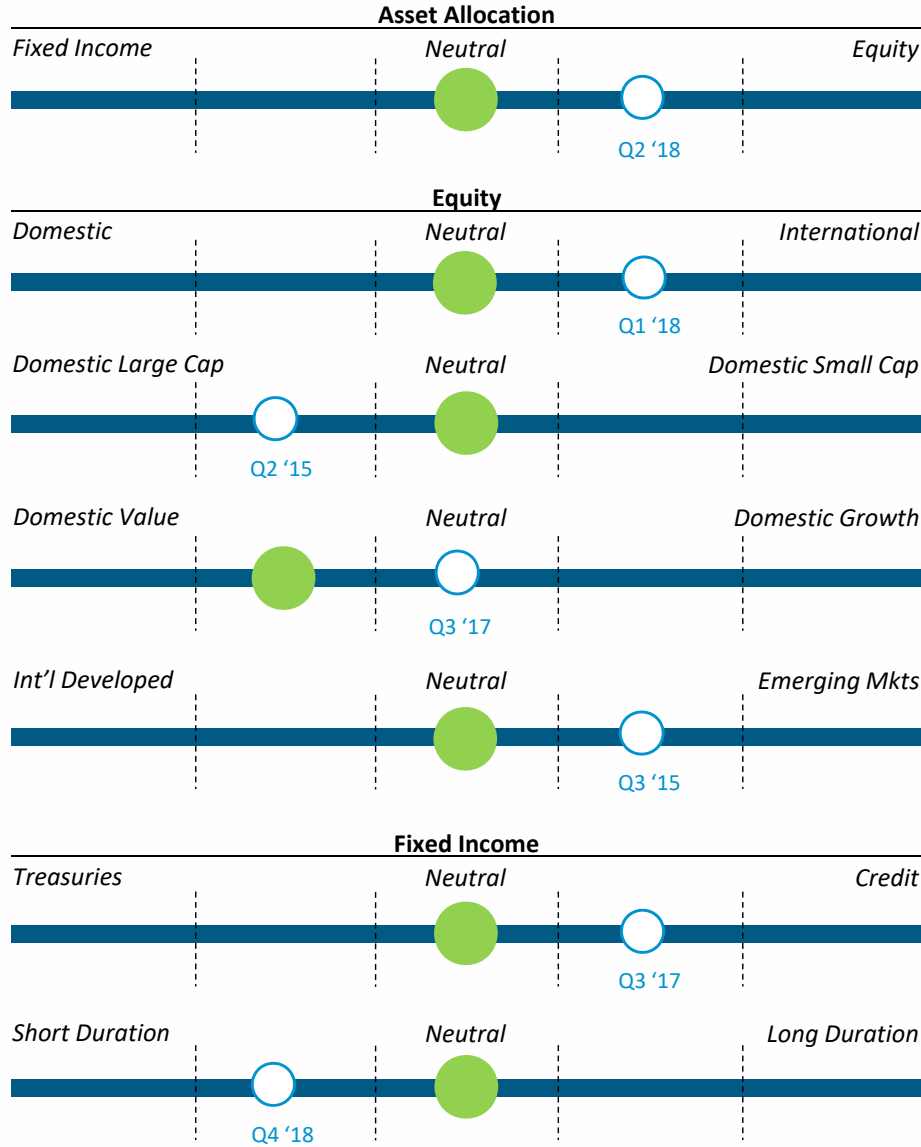 Asset Allocation
Fixed Income Neutral Equity
Q2 ‘18
Equity
Domestic Neutral International
Q1 ‘18
Domestic Large Cap Neutral Domestic Small Cap
Q2 ‘15
Domestic Value Neutral Domestic Growth
Q3 ‘17
Int’l Developed Neutral Emerging Mkts
Q3 ‘15
Fixed Income
Treasuries Neutral Credit
Q3 ‘17
Short Duration Neutral Long Duration
Q4 ‘18